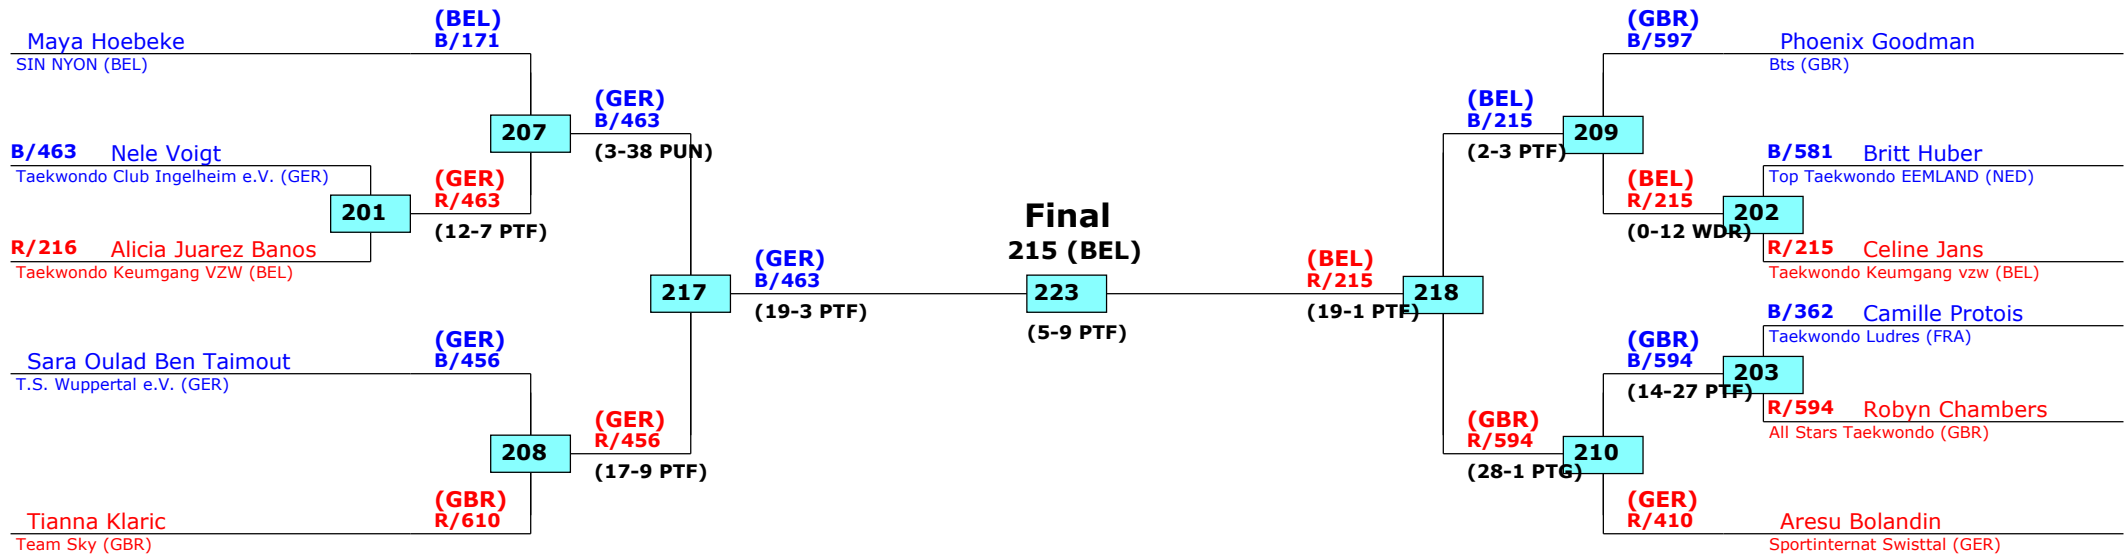 (BEL)
B/171
Maya Hoebeke
SIN NYON (BEL)
B/463 Nele Voigt
Taekwondo Club Ingelheim e.V. (GER)
201
R/216 Alicia Juarez Banos
Taekwondo Keumgang VZW (BEL)
207
(GER)
R/463
(12-7 PTF)
(GER)
B/463
(3-38 PUN)
(GER)
B/456
Sara Oulad Ben Taimout
T.S. Wuppertal e.V. (GER)
208
(GBR)
R/610
Tianna Klaric
Team Sky (GBR)
(GER)
R/456
(17-9 PTF)
217
(GER)
B/463
(19-3 PTF)
Final
215 (BEL)
223
(5-9 PTF)
(BEL)
R/215
(19-1 PTF)
218
(BEL)
B/215
(2-3 PTF)
209
(GBR)
B/597
Phoenix Goodman
Bts (GBR)
(BEL)
R/215
(0-12 WDR)
202
B/581 Britt Huber
Top Taekwondo EEMLAND (NED)
R/215 Celine Jans
Taekwondo Keumgang vzw (BEL)
(GBR)
R/594
(28-1 PTG)
210
(GBR)
B/594
(14-27 PTF)
203
B/362 Camille Protois
Taekwondo Ludres (FRA)
R/594 Robyn Chambers
All Stars Taekwondo (GBR)
(GER)
R/410
Aresu Bolandin
Sportinternat Swisttal (GER)